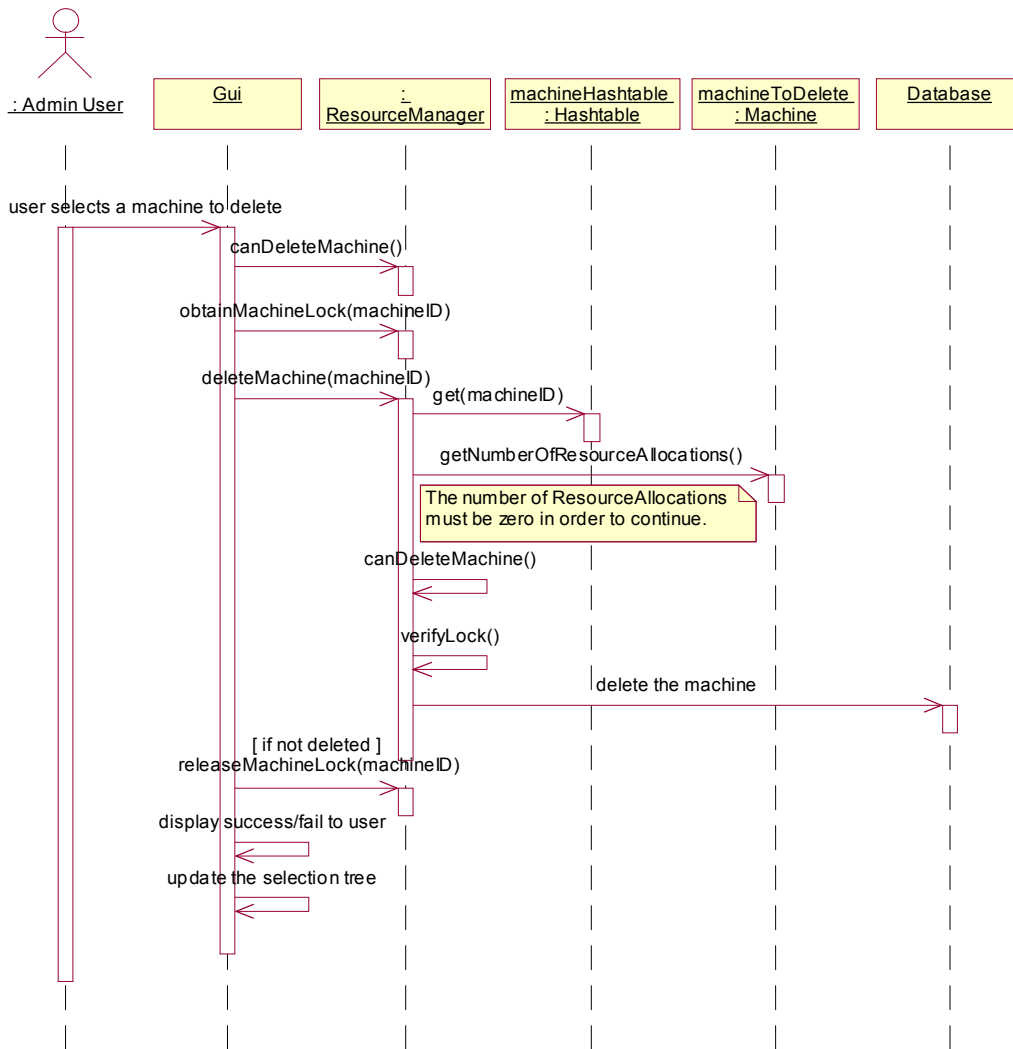 : Admin User
Gui
:
ResourceManager
machineHashtable
: Hashtable
machineToDelete
: Machine
Database
user selects a machine to delete
canDeleteMachine()
obtainMachineLock(machineID)
deleteMachine(machineID)
get(machineID)
getNumberOfResourceAllocations()
The number of ResourceAllocations
must be zero in order to continue.
canDeleteMachine()
verifyLock()
delete the machine
[ if not deleted ]
releaseMachineLock(machineID)
display success/fail to user
update the selection tree